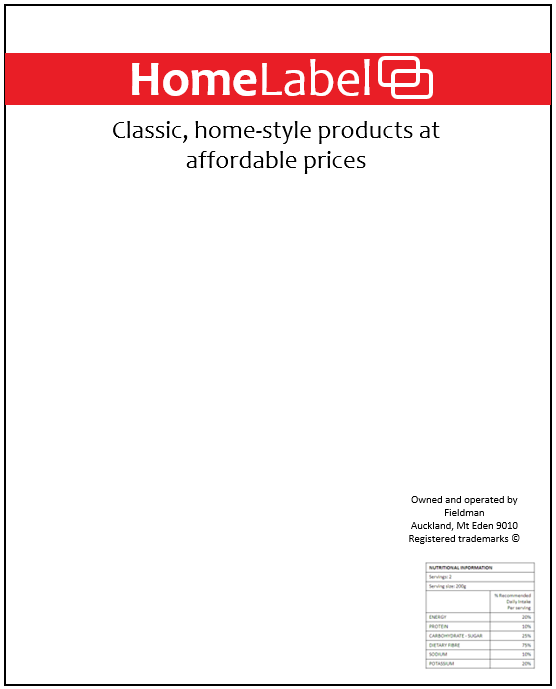 HomeLabel
Classic, home-style products at
affordable prices
Owned and operated by
Fieldman
Auckland, Mt Eden 9010
Registered trademarks ©
NUTRITIONAL INFORMATION
Servings: 2
Serving size: 200g
% Recommended
Daily Intake
Per serving
ENERGY 20%
PROTEIN 10%
CARBOHYDRATE - SUGAR 25%
DIETARY FIBRE 75%
SODIUM 10%
POTASSIUM 20%